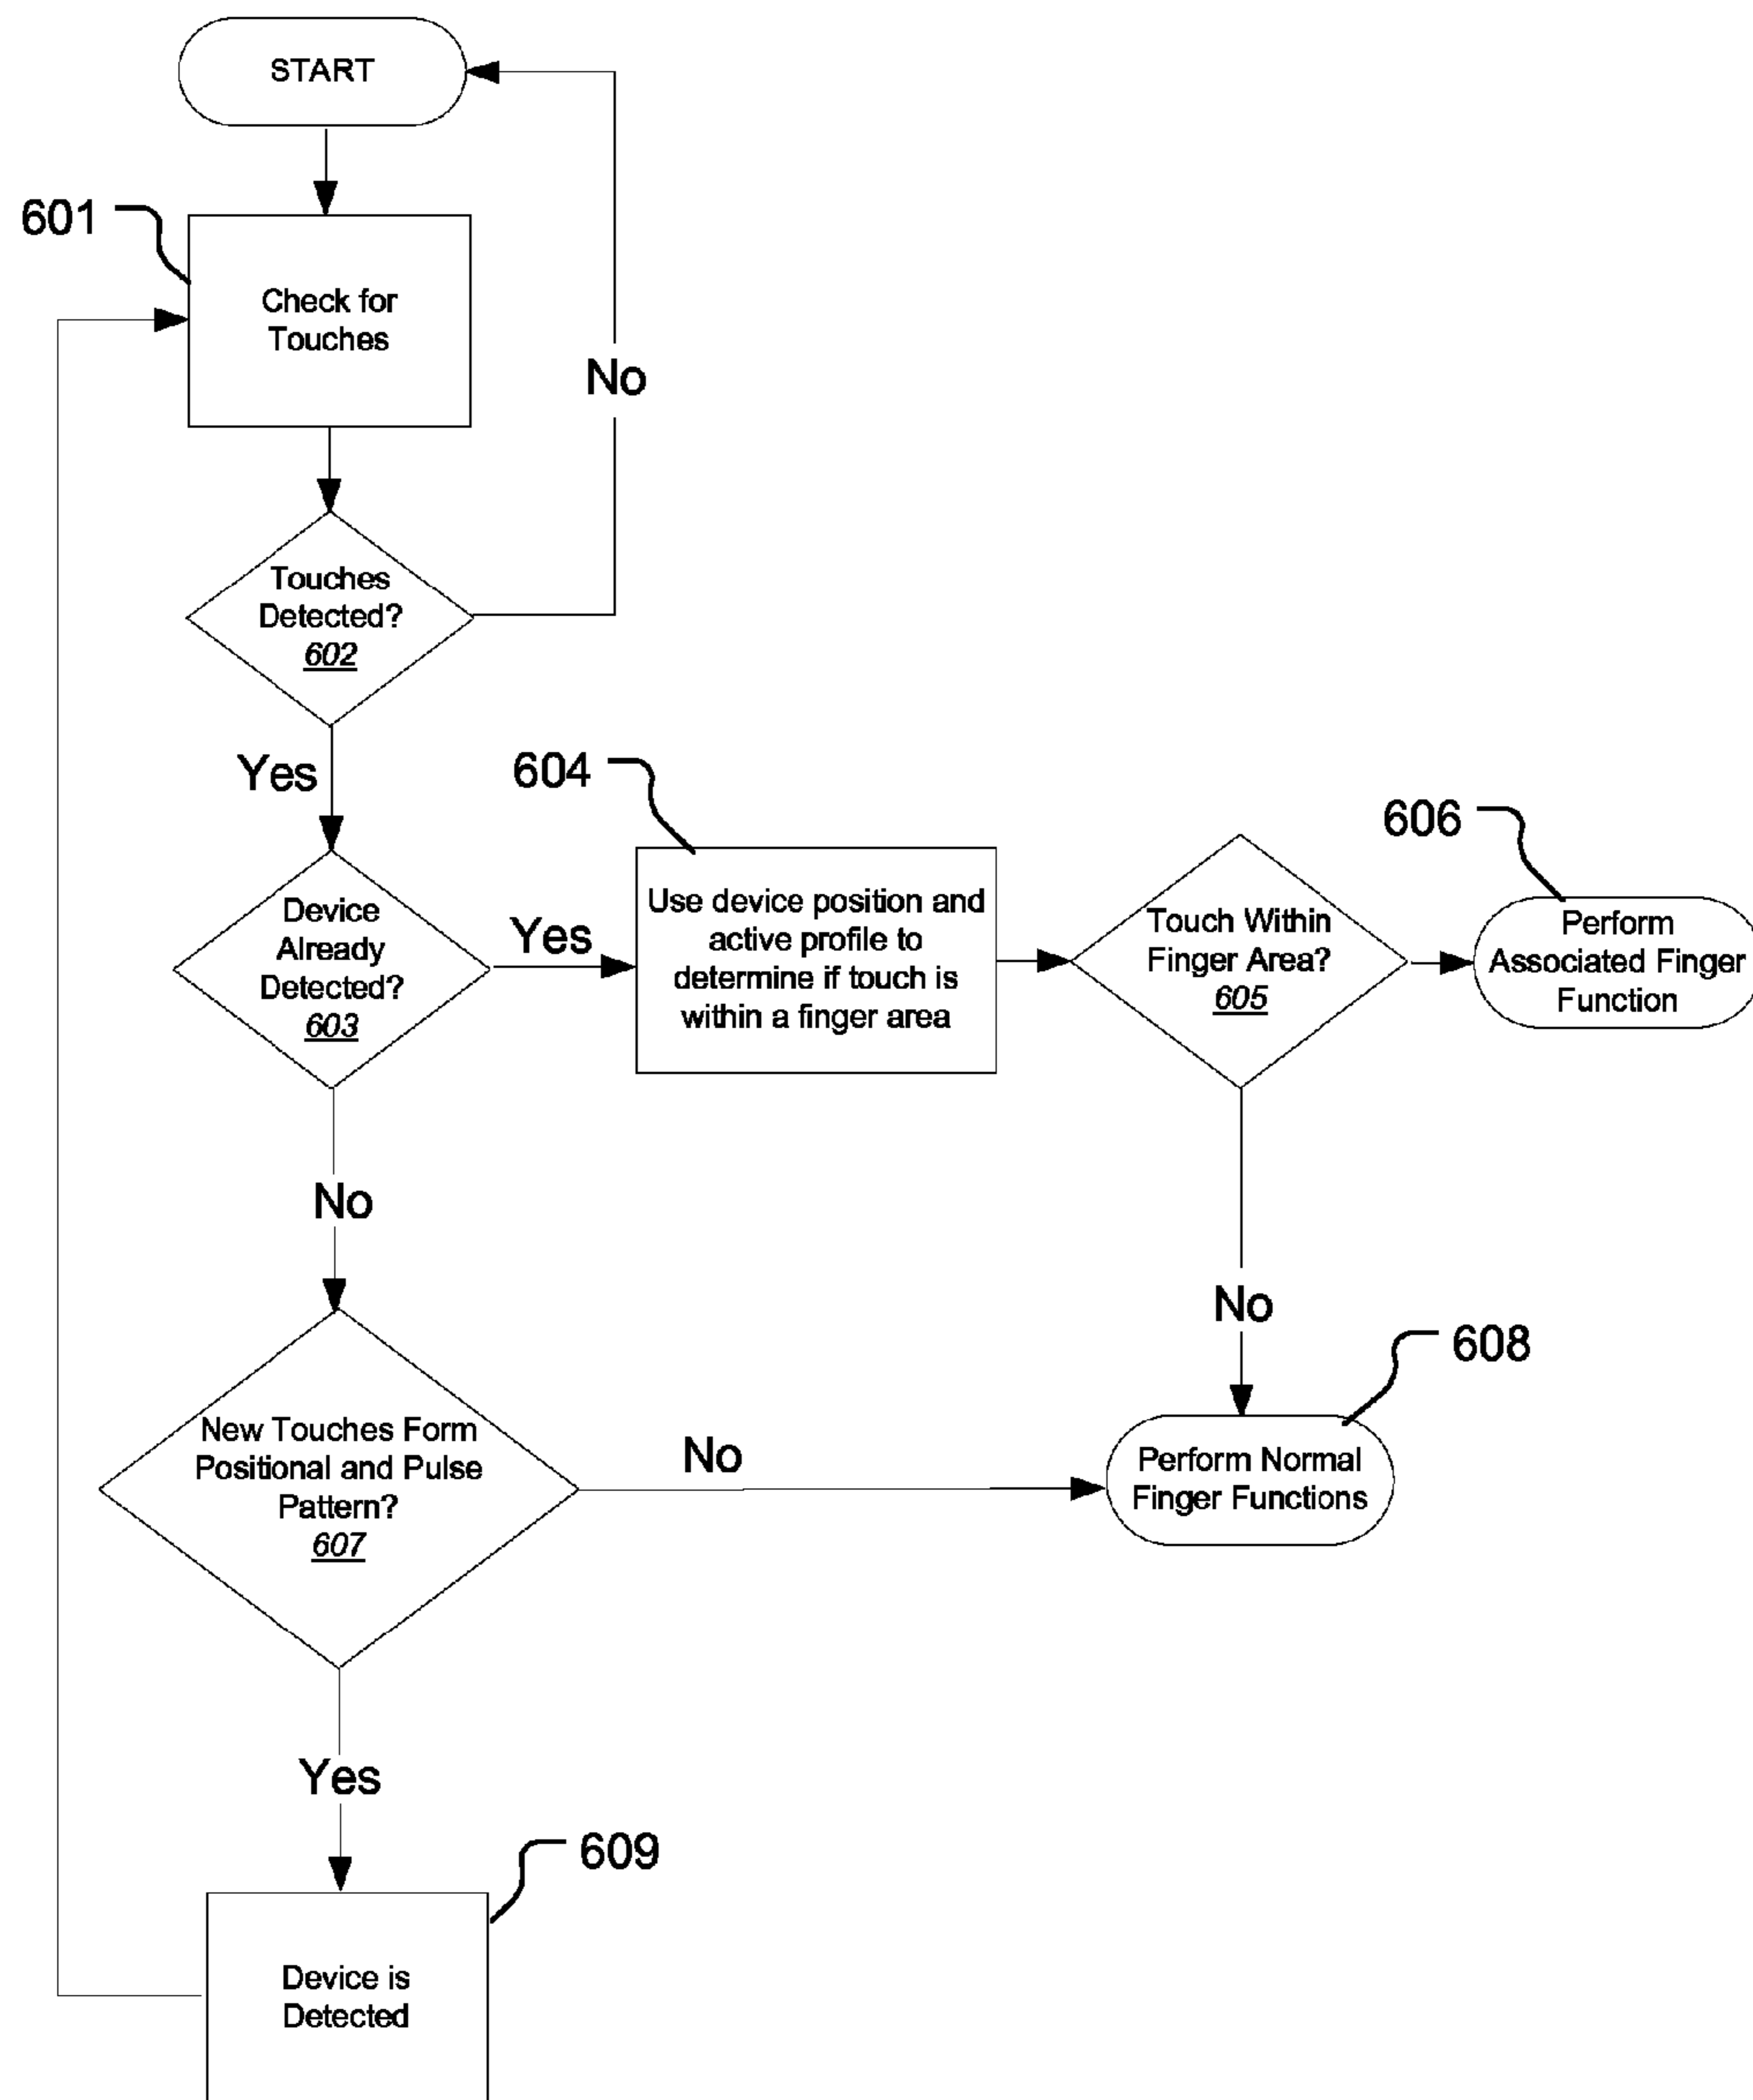 START
601
Check for
Touches
No
Touches
Detected?
602
Yes
604
606
Device
Already
Detected?
603
Yes
Use device position and
active profile to
determine if touch is
within a finger area
Touch Within
Finger Area?
605
Perform
Associated Finger
Function
No
No
608
New Touches Form
Positional and Pulse
Pattern?
607
No
Perform Normal
Finger Functions
Yes
609
Device is
Detected